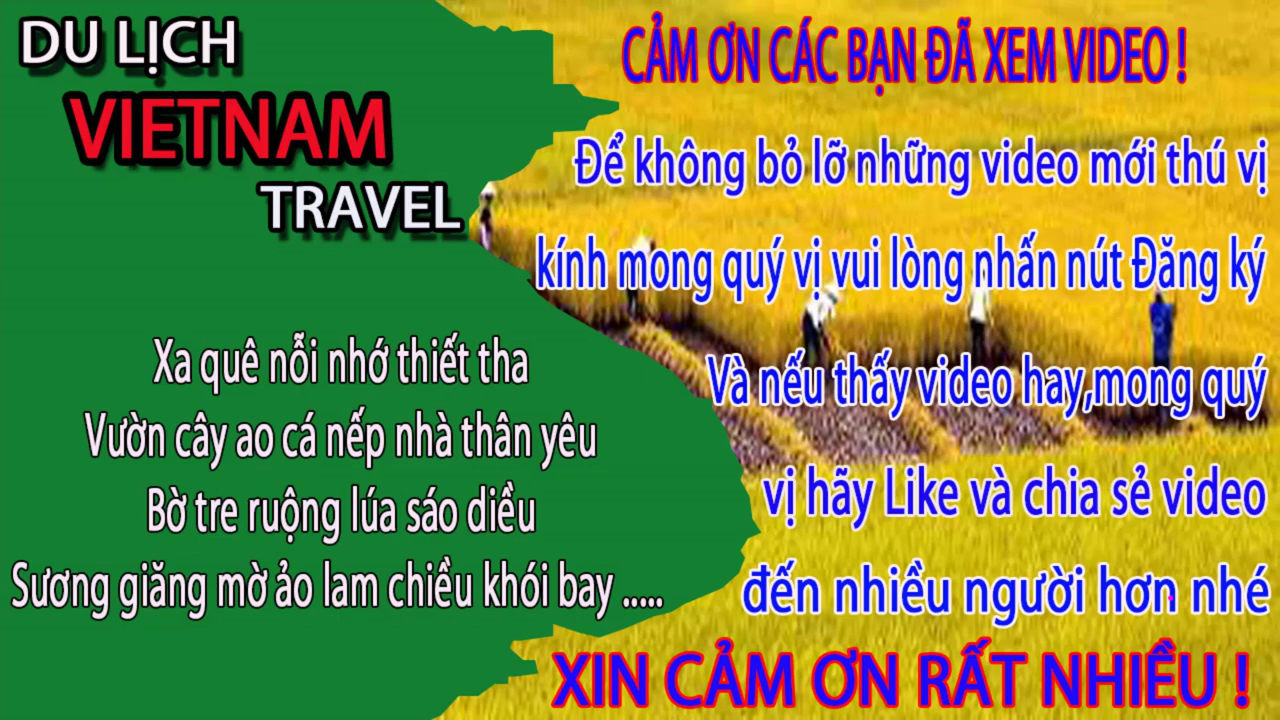 DU LỊCH
VIETNAM
TRAVEL
Xa quê nỗi nhớ thiết tha
Vườn cây ao cá nếp nhà thân yêu
Bờ tre ruộng lúa sáo diều
Sương giăng mờ ảo lam chiều khói bay .....
CẢM ƠN CÁC BẠN ĐÃ XEM VIDEO !
Để không bỏ lỡ những video mới thú vị
kính mong quý vị vui lòng nhấn nút Đăng ký
Và nếu thấy video hay,mong quý
vị hãy Like và chia sẻ video
đến nhiều người hơn nhé
XIN CẢM ƠN RẤT NHIỀU !